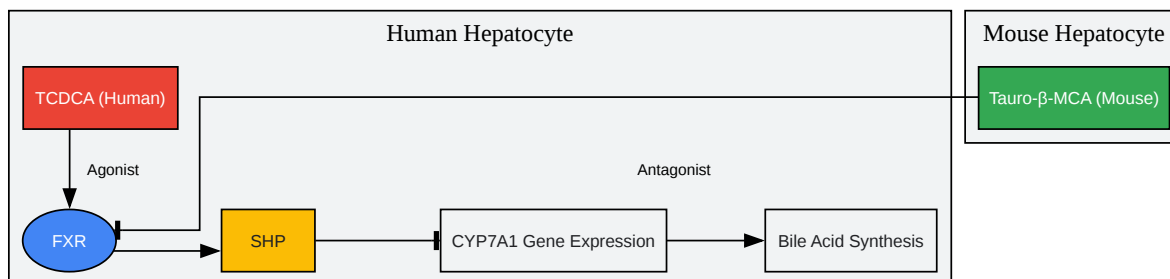 Human Hepatocyte
Mouse Hepatocyte
TCDCA (Human)
Tauro-β-MCA (Mouse)
Agonist
Antagonist
FXR
SHP
CYP7A1 Gene Expression
Bile Acid Synthesis